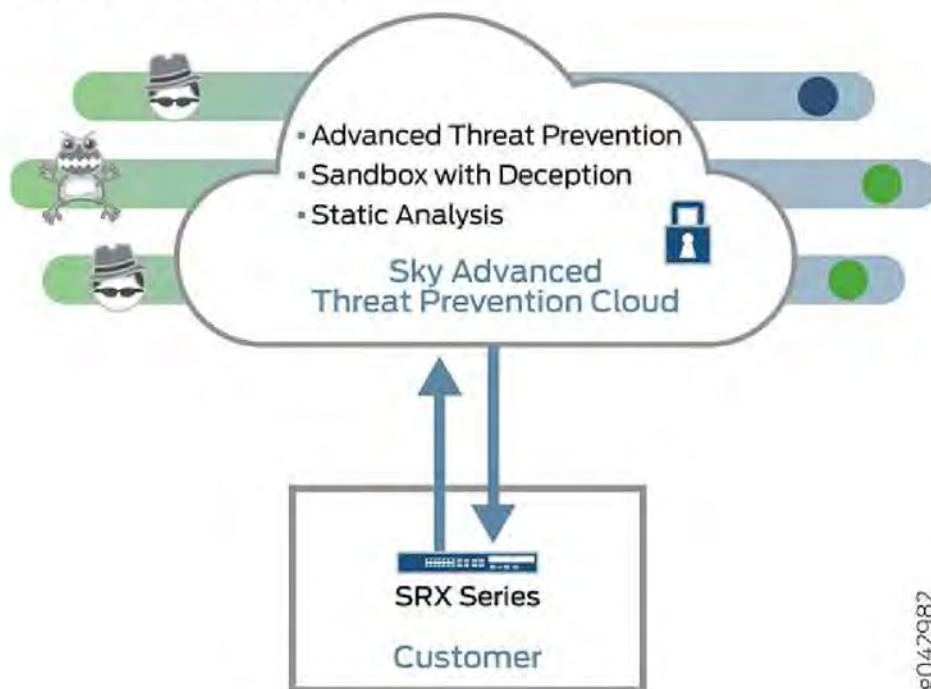 ▪ Advanced Threat Prevention
▪ Sandbox with Deception
▪ Static Analysis
Sky Advanced
Threat Prevention Cloud
SRX Series
Customer
g042982